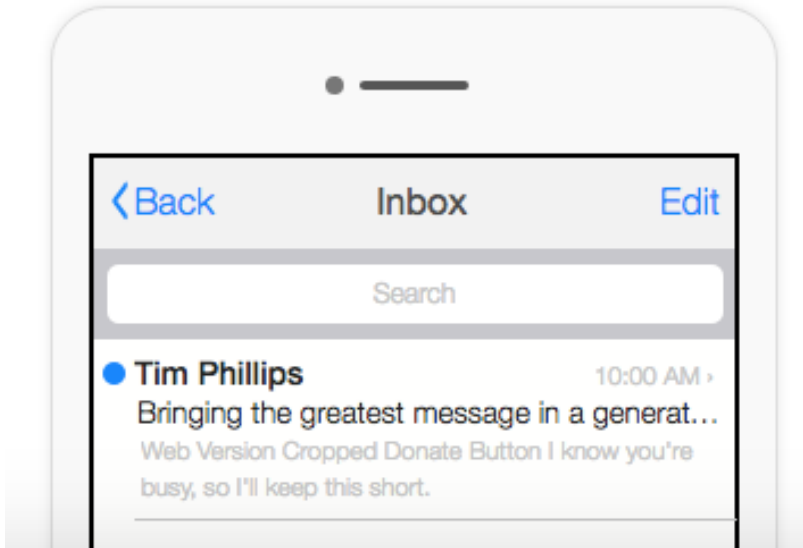 Back Inbox Edit
Search
Tim Phillips 10:00 AM ›
Bringing the greatest message in a generat...
Web Version Cropped Donate Button I know you're
busy, so I'll keep this short.